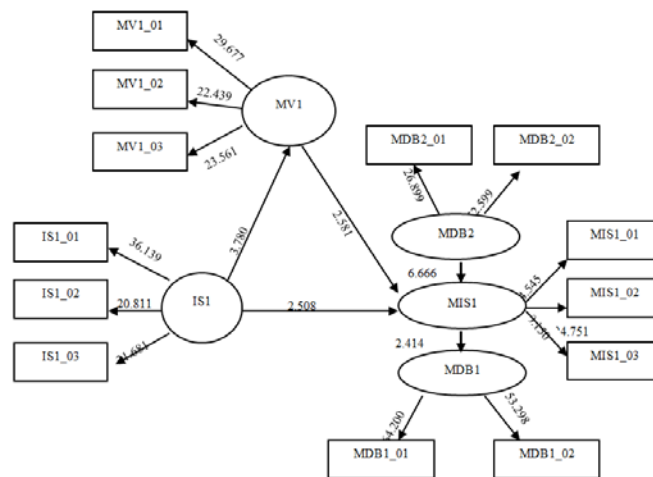 MV1_01
29.677
MV1_02
22.439
MV1
MV1_03
23.561
MDB2_01
MDB2_02
26.899
MDB2
IS1_01
36.139
3.780
2.581
MIS1_01
6.666
IS1_02
20.811
IS1
2.508
MIS1
MIS1_02
IS1_03
2.414
MIS1_03
MDB1
53.298
MDB1_01
MDB1_02